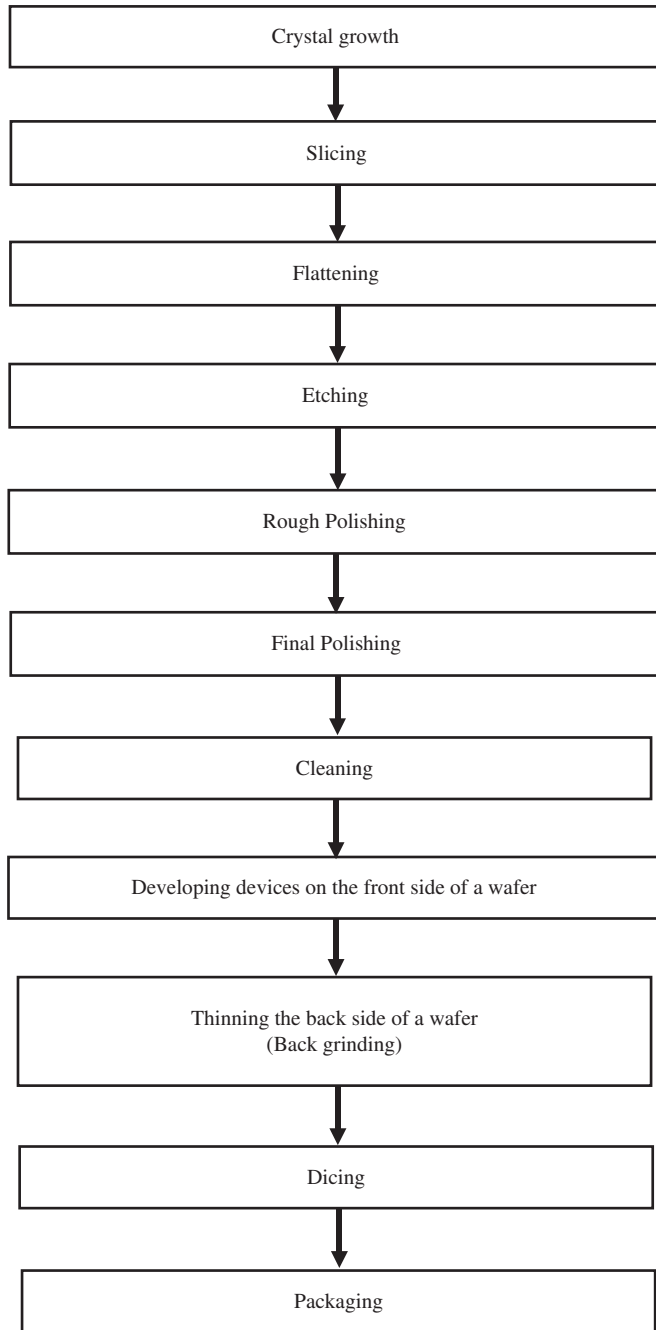 Crystal growth
Slicing
Flattening
Etching
Rough Polishing
Final Polishing
Cleaning
Developing devices on the front side of a wafer
Thinning the back side of a wafer
(Back grinding)
Dicing
Packaging